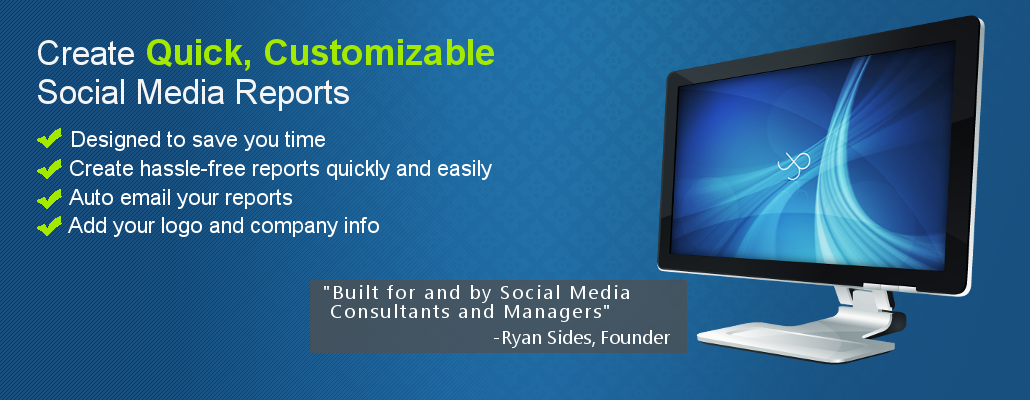 Create Quick, Customizable
Social Media Reports
Designed to save you time
Create hassle-free reports quickly and easily
Auto email your reports
Add your logo and company info
"Built for and by Social Media
Consultants and Managers"
-Ryan Sides, Founder